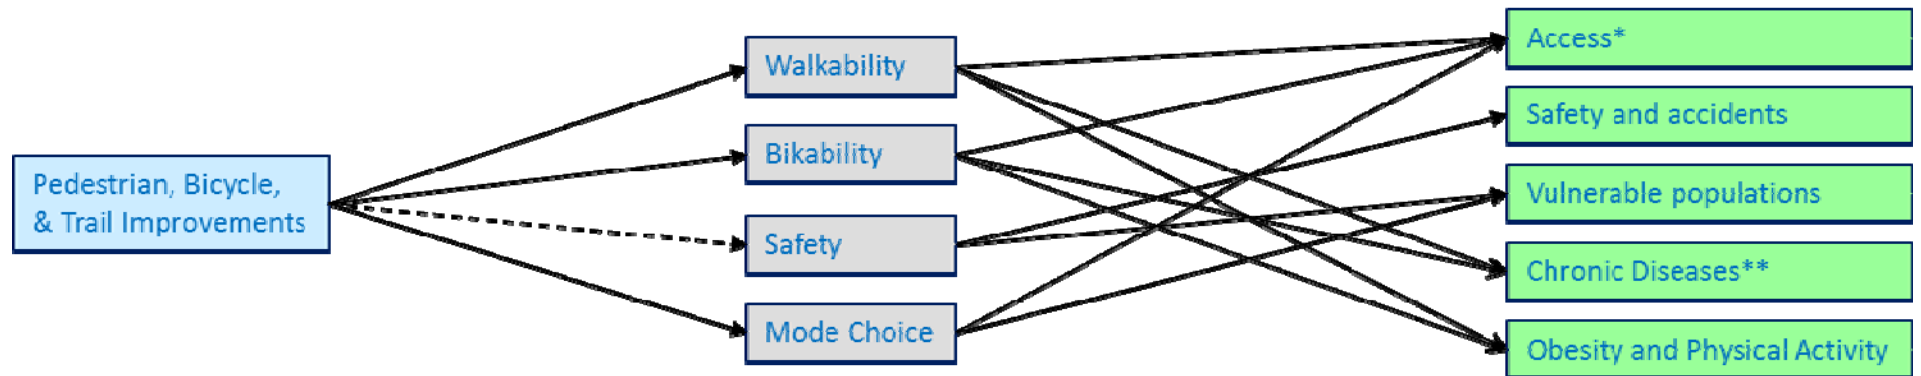 Pedestrian, Bicycle,
& Trail Improvements
Walkability
Bikability
Safety
Mode Choice
Access*
Safety and accidents
Vulnerable populations
Chronic Diseases**
Obesity and Physical Activity